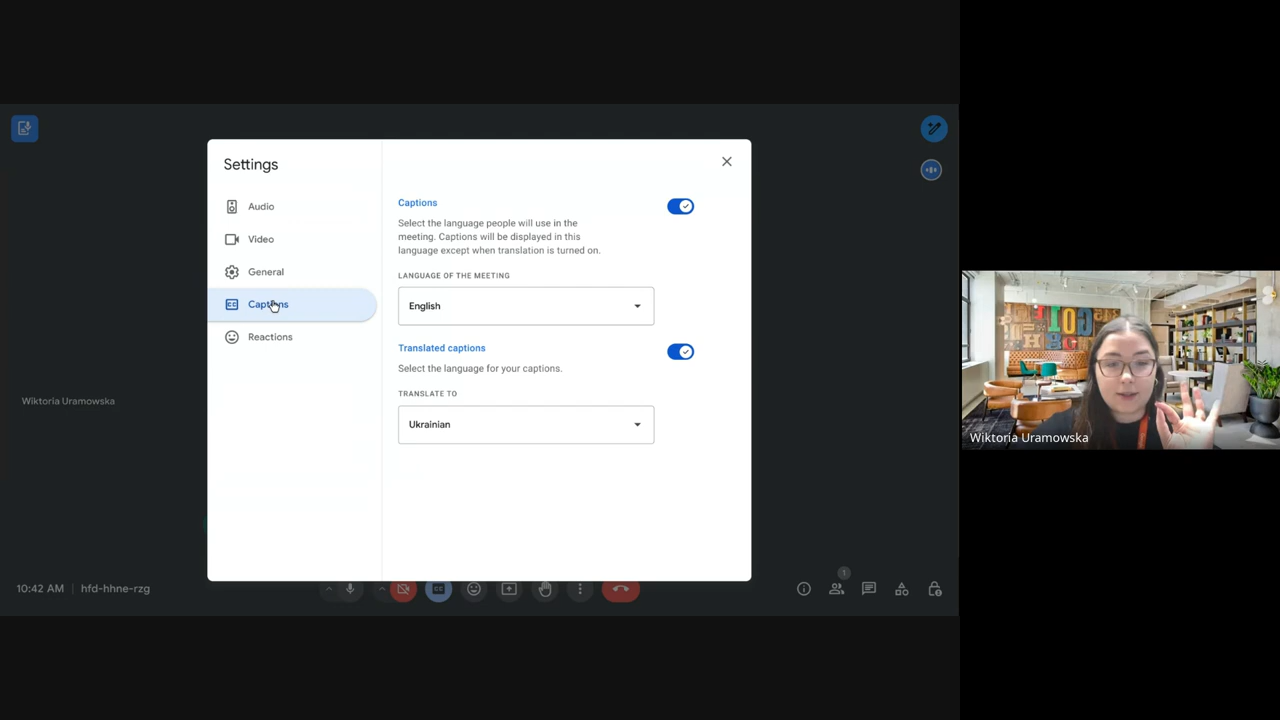 Settings
Audio
Video
General
Captions
Reactions
Captions
Select the language people will use in the
meeting. Captions will be displayed in this
language except when translation is turned on.
LANGUAGE OF THE MEETING
English
Translated captions
Select the language for your captions.
TRANSLATE TO
Ukrainian
Wiktoria Uramowska
10:42 AM | hfd-hhne-rzg
1
Wiktoria Uramowska